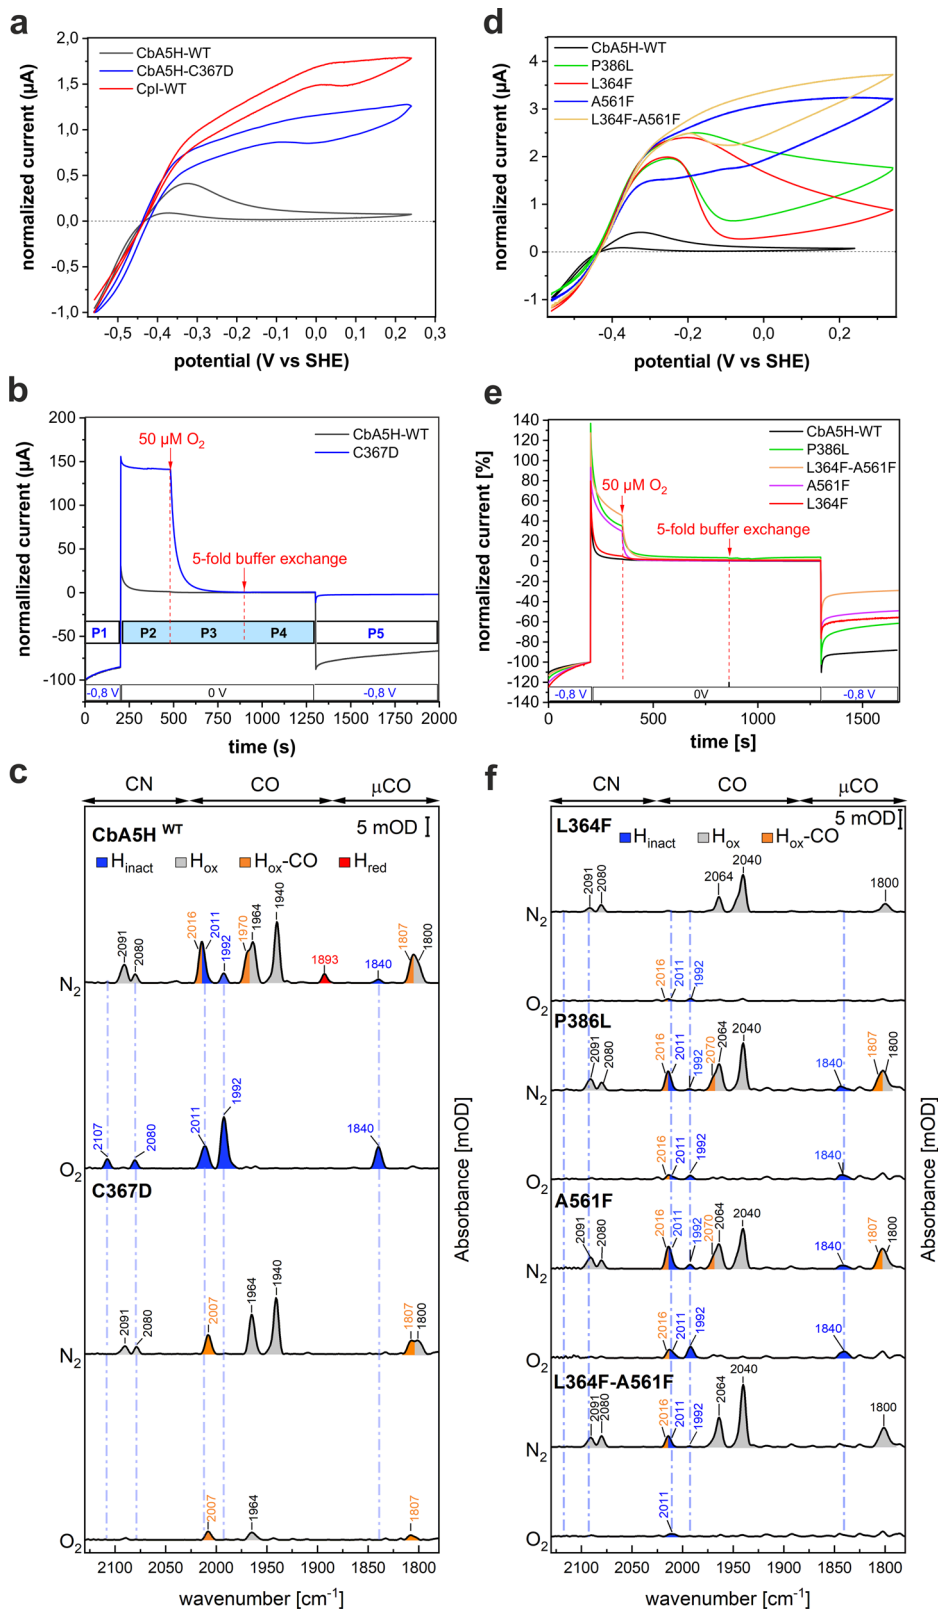 a
2,0
1,5
1,0
0,5
0,0
-0,5
-1,0
normalized current (µA)
CbA5H-WT
CbA5H-C367D
CpI-WT
-0,5 -0,4 -0,3 -0,2 -0,1 0,0 0,1 0,2 0,3
potential (V vs SHE)
d
4
3
2
1
0
-1
normalized current (µA)
CbA5H-WT
P386L
L364F
A561F
L364F-A561F
-0,4 -0,2 0,0 0,2
potential (V vs SHE)
b
200
150
100
50
0
-50
-100
normalized current (µA)
50 µM O2
CbA5H-WT
C367D
5-fold buffer exchange
P1 P2 P3 P4 P5
-0,8 V 0 V -0,8 V
0 250 500 750 1000 1250 1500 1750 2000
time (s)
e
140
120
100
80
60
40
20
0
-20
-40
-60
-80
-100
-120
-140
normallized current [%]
CbA5H-WT
P386L
L364F-A561F
A561F
L364F
50 µM O2
5-fold buffer exchange
-0,8 V 0V -0,8 V
0 500 1000 1500
time [s]
c
CN CO µCO
CbA5H WT
5 mOD
Hinact Hox Hox-CO Hred
2091 2080 2016 2011 1992 1970 1964 1940 1893 1840 1807 1800
N2
2107 2080 2011 1992 1840
O2
C367D
2091 2080 2007 1964 1940 1807 1800
N2
2007 1964 1807
O2
Absorbance [mOD]
2100 2050 2000 1950 1900 1850 1800
wavenumber [cm-1]
f
CN CO µCO
L364F
5 mOD
Hinact Hox Hox-CO
2091 2080 2064 2040 1800
N2
2016 2011 1992
O2
P386L
2091 2080 2016 2011 1992 2070 2064 2040 1840 1807 1800
N2
2016 2011 1992 1840
O2
A561F
2091 2080 2016 2011 1992 2070 2064 2040 1840 1807 1800
N2
2016 2011 1992 1840
O2
L364F-A561F
2091 2080 2016 2011 1992 2064 2040 1800
N2
2011
O2
Absorbance [mOD]
2100 2050 2000 1950 1900 1850 1800
wavenumber [cm-1]